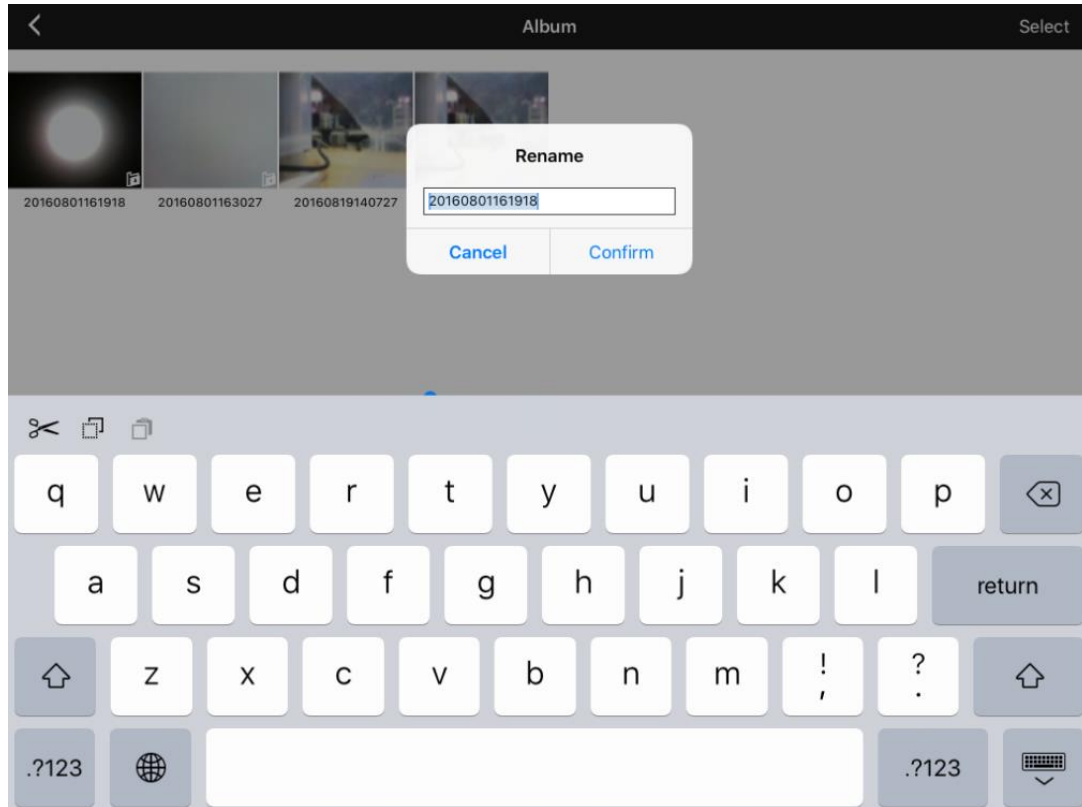 Album Select
Rename
20160801161918 20160801163027 20160819140727
20160801161918
Cancel Confirm
q w e r t y u i o p
a s d f g h j k l return
z x c v b n m ! , ? .
.?123 .?123